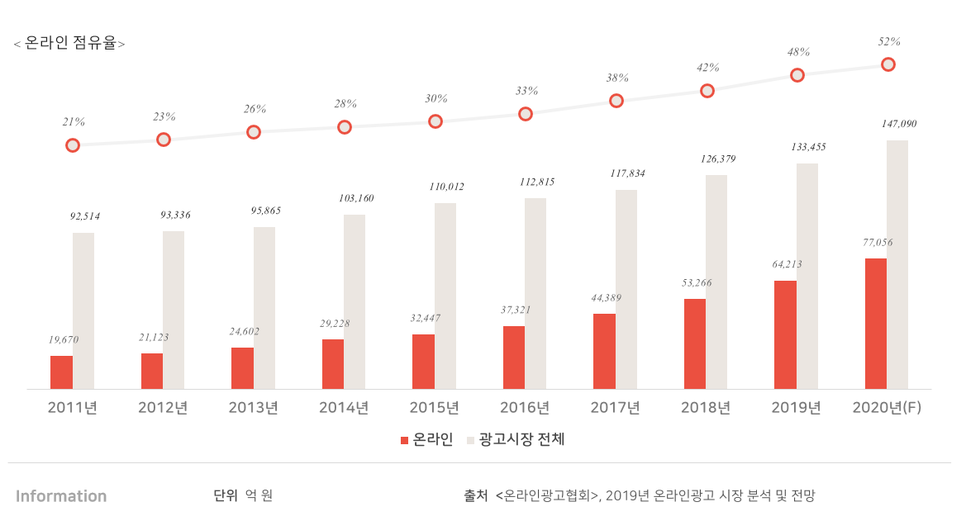 < 온라인 점유율>
21% 23% 26% 28% 30% 33% 38% 42% 48% 52%
92,514 93,336 95,865 103,160 110,012 112,815 117,834 126,379 133,455 147,090
19,670 21,123 24,602 29,228 32,447 37,321 44,389 53,266 64,213 77,056
2011년 2012년 2013년 2014년 2015년 2016년 2017년 2018년 2019년 2020년(F)
온라인 광고시장 전체
Information 단위 억 원 출처 <온라인광고협회>, 2019년 온라인광고 시장 분석 및 전망